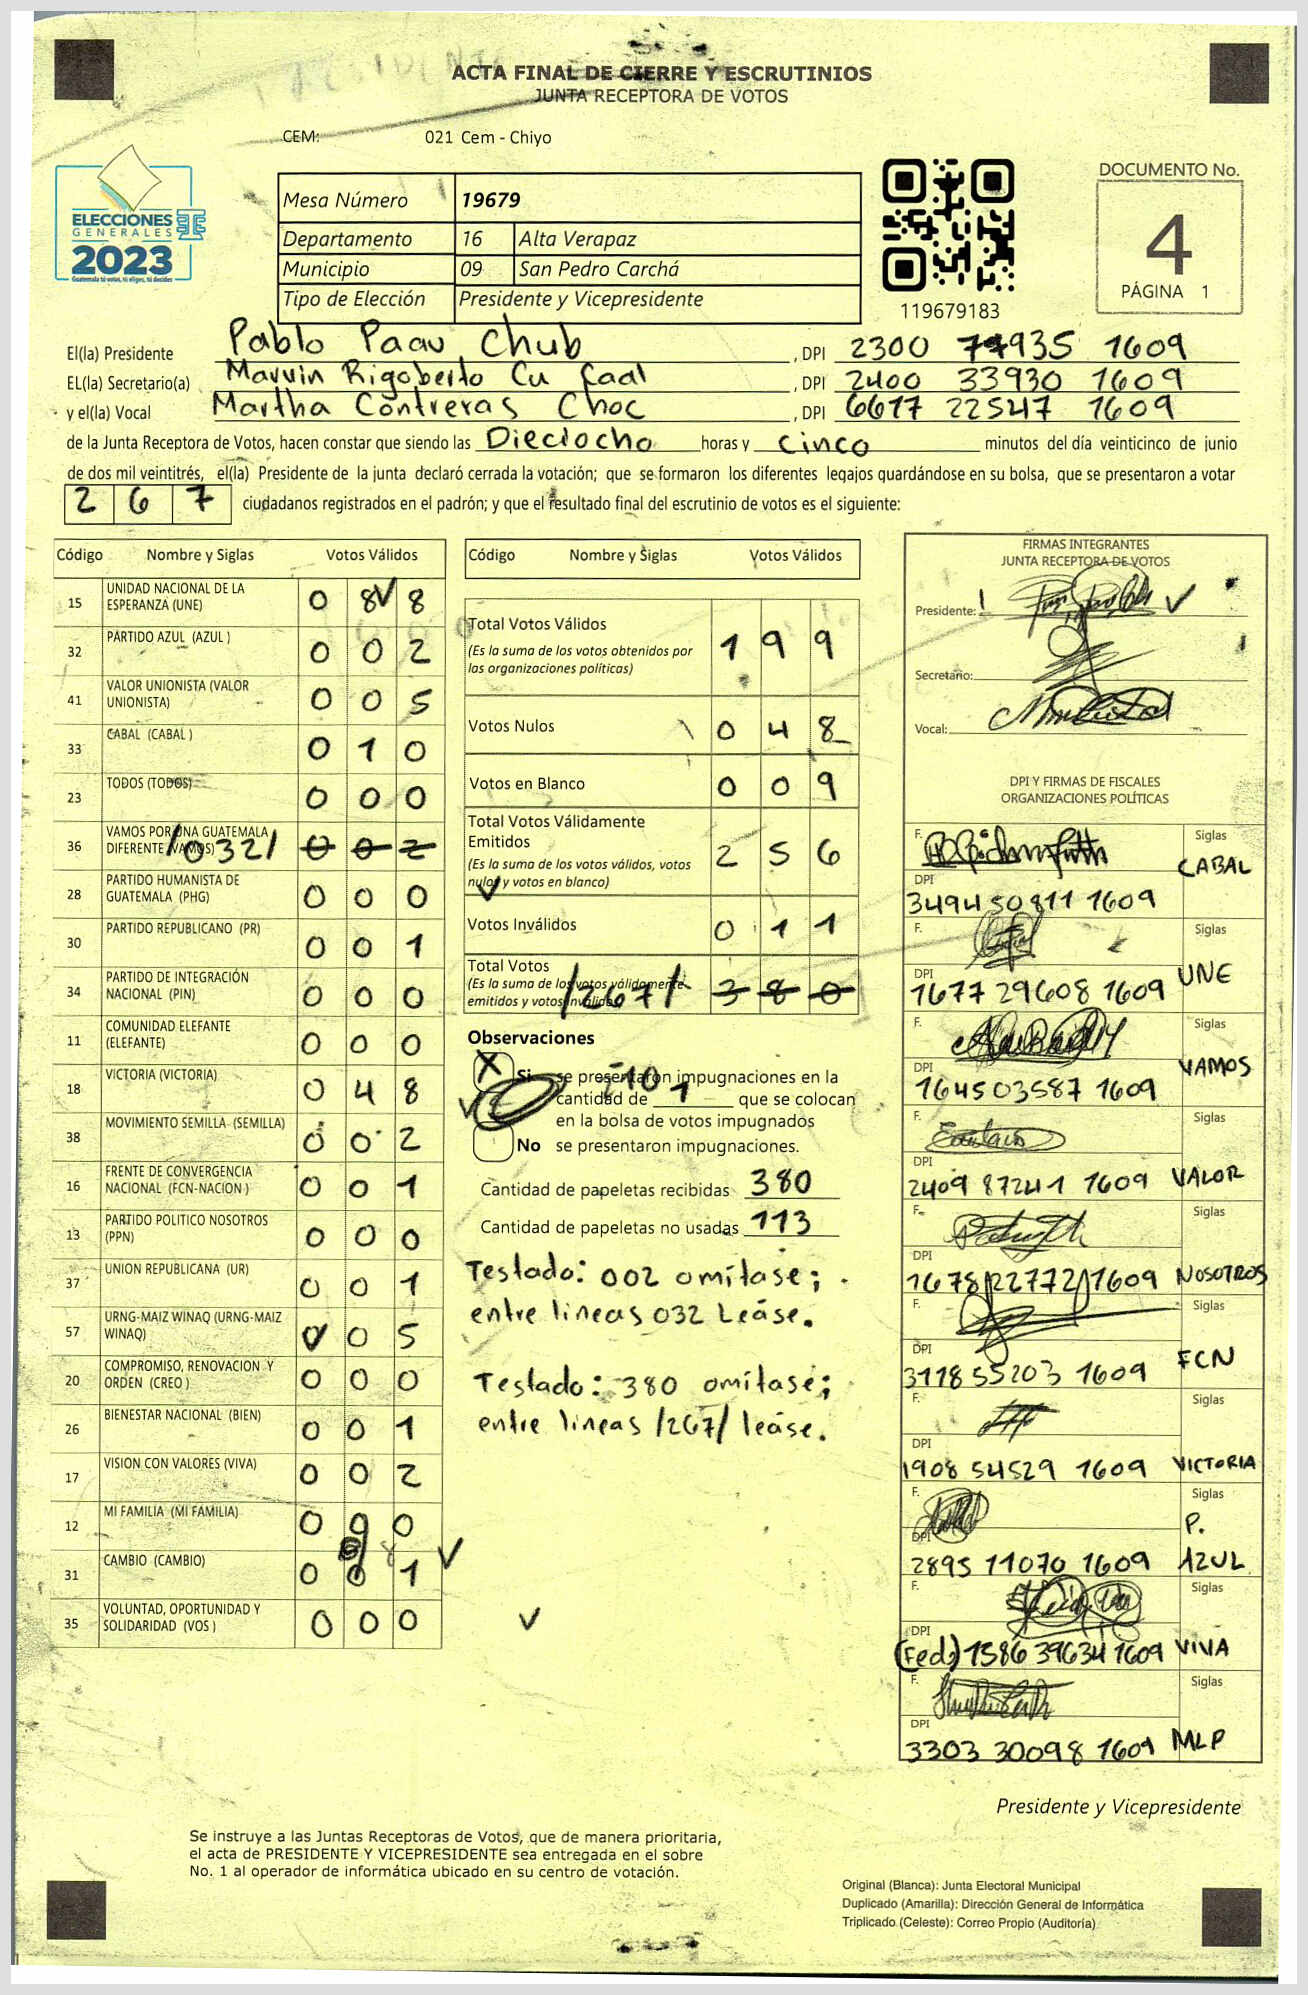 ACTA FINAL DE CIERRE Y ESCRUTINIOS
JUNTA RECEPTORA DE VOTOS
CEM: 021 Cem - Chiyo
ELECCIONES
GENERALES
2023
Guatemala tú votas, tú eliges, tú decides
Mesa Número 19679
Departamento 16 Alta Verapaz
Municipio 09 San Pedro Carchá
Tipo de Elección Presidente y Vicepresidente
119679183
DOCUMENTO No.
4
PÁGINA 1
El(la) Presidente Pablo Paau Chub, DPI 2300 935 1609
EL(la) Secretario(a) Marvin Rigoberto Cu Caal, DPI 2400 33930 1609
y el(la) Vocal Martha Contreras Choc, DPI 6617 22547 1609
de la Junta Receptora de Votos, hacen constar que siendo las Dieciocho horas y cinco minutos del día veinticinco de junio
de dos mil veintitrés, el(la) Presidente de la junta declaró cerrada la votación; que se formaron los diferentes legajos guardándose en su bolsa, que se presentaron a votar
2 6 7 ciudadanos registrados en el padrón; y que el resultado final del escrutinio de votos es el siguiente:
Código Nombre y Siglas Votos Válidos
15 UNIDAD NACIONAL DE LA ESPERANZA (UNE) 0 8 8
32 PARTIDO AZUL (AZUL ) 0 0 2
41 VALOR UNIONISTA (VALOR UNIONISTA) 0 0 5
33 CABAL (CABAL ) 0 1 0
23 TODOS (TODOS) 0 0 0
36 VAMOS POR UNA GUATEMALA DIFERENTE (VAMOS) /032/ 0 0 2
28 PARTIDO HUMANISTA DE GUATEMALA (PHG) 0 0 0
30 PARTIDO REPUBLICANO (PR) 0 0 1
34 PARTIDO DE INTEGRACIÓN NACIONAL (PIN) 0 0 0
11 COMUNIDAD ELEFANTE (ELEFANTE) 0 0 0
18 VICTORIA (VICTORIA) 0 4 8
38 MOVIMIENTO SEMILLA (SEMILLA) 0 0 2
16 FRENTE DE CONVERGENCIA NACIONAL (FCN-NACION ) 0 0 1
13 PARTIDO POLITICO NOSOTROS (PPN) 0 0 0
37 UNION REPUBLICANA (UR) 0 0 1
57 URNG-MAIZ WINAQ (URNG-MAIZ WINAQ) 0 0 5
20 COMPROMISO, RENOVACION Y ORDEN (CREO ) 0 0 0
26 BIENESTAR NACIONAL (BIEN) 0 0 1
17 VISION CON VALORES (VIVA) 0 0 2
12 MI FAMILIA (MI FAMILIA) 0 0 0
31 CAMBIO (CAMBIO) 0 0 1
35 VOLUNTAD, OPORTUNIDAD Y SOLIDARIDAD (VOS ) 0 0 0
Código Nombre y Siglas Votos Válidos
Total Votos Válidos 1 9 9
(Es la suma de los votos obtenidos por
las organizaciones políticas)
Votos Nulos 0 4 8
Votos en Blanco 0 0 9
Total Votos Válidamente
Emitidos 2 5 6
(Es la suma de los votos válidos, votos
nulos y votos en blanco)
Votos Inválidos 0 1 1
Total Votos
(Es la suma de los votos válidamente
emitidos y votos inválidos) /267/ 3 8 0
Observaciones
X Si se presentaron impugnaciones en la
cantidad de 1 que se colocan
en la bolsa de votos impugnados
No se presentaron impugnaciones.
Cantidad de papeletas recibidas 380
Cantidad de papeletas no usadas 113
Testado: 002 omítase;
entre lineas 032 Leáse.
Testado: 380 omítase;
entre lineas /267/ leáse.
FIRMAS INTEGRANTES
JUNTA RECEPTORA DE VOTOS
Presidente:
Secretario:
Vocal:
DPI Y FIRMAS DE FISCALES
ORGANIZACIONES POLÍTICAS
F. Siglas
CABAL
DPI
3494 50811 1609
F. Siglas
UNE
DPI
1677 29608 1609
F. Siglas
VAMOS
DPI
1645 03587 1609
F. Siglas
DPI
2409 87241 1609 VALOR
F. Siglas
DPI
1678 22772 1609 NOSOTROS
F. Siglas
FCN
DPI
3118 55203 1609
F. Siglas
DPI
1908 54529 1609 VICTORIA
F. Siglas
P.
DPI
2895 11070 1609 AZUL
F. Siglas
DPI
(Fed.) 1586 39634 1609 VIVA
F. Siglas
DPI
3303 30098 1609 MLP
Presidente y Vicepresidente
Se instruye a las Juntas Receptoras de Votos, que de manera prioritaria,
el acta de PRESIDENTE Y VICEPRESIDENTE sea entregada en el sobre
No. 1 al operador de informática ubicado en su centro de votación.
Original (Blanca): Junta Electoral Municipal
Duplicado (Amarilla): Dirección General de Informática
Triplicado (Celeste): Correo Propio (Auditoría)